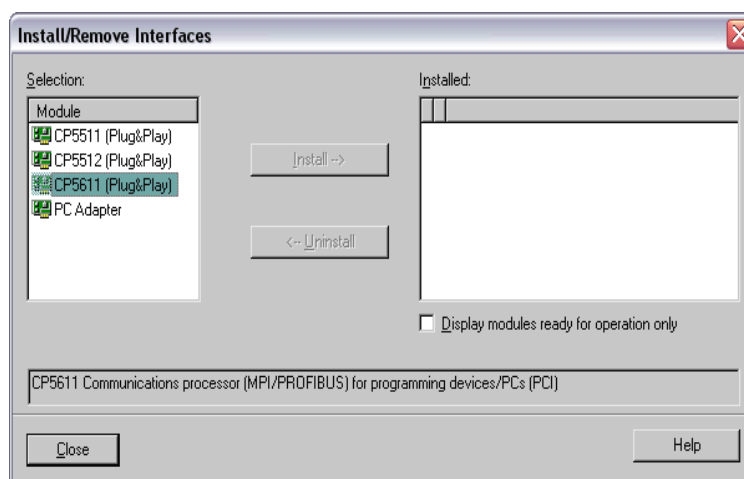 Install/Remove Interfaces
Selection:
Installed:
Module
CP5511 (Plug&Play)
CP5512 (Plug&Play)
CP5611 (Plug&Play)
PC Adapter
Install -->
<-- Uninstall
Display modules ready for operation only
CP5611 Communications processor (MPI/PROFIBUS) for programming devices/PCs (PCI)
Close
Help